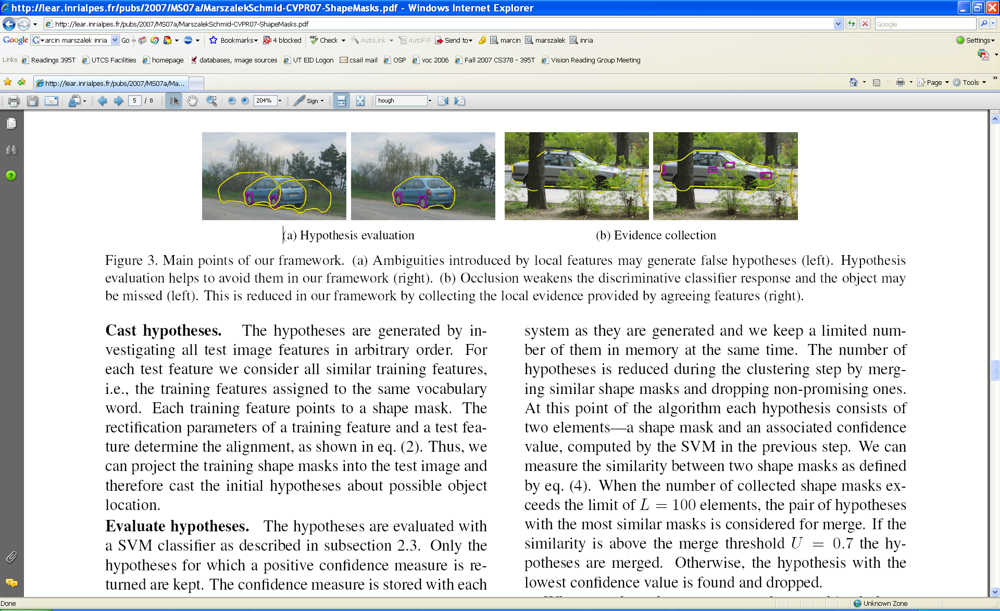 http://lear.inrialpes.fr/pubs/2007/MS07a/MarszalekSchmid-CVPR07-ShapeMasks.pdf - Windows Internet Explorer
http://lear.inrialpes.fr/pubs/2007/MS07a/MarszalekSchmid-CVPR07-ShapeMasks.pdf
Google
Google G arcin marszalek inria Go Bookmarks 4 blocked ABC Check AutoLink AutoFill Send to marcin marszalek inria Settings
Links Readings 395T UTCS Facilities homepage databases, image sources UT EID Logon csail mail OSP voc 2006 Fall 2007 CS378 - 395T Vision Reading Group Meeting
http://lear.inrialpes.fr/pubs/2007/MS07a/Ma... Page Tools
5 / 8 204% Sign hough
(a) Hypothesis evaluation
(b) Evidence collection
Figure 3. Main points of our framework. (a) Ambiguities introduced by local features may generate false hypotheses (left). Hypothesis
evaluation helps to avoid them in our framework (right). (b) Occlusion weakens the discriminative classifier response and the object may
be missed (left). This is reduced in our framework by collecting the local evidence provided by agreeing features (right).
Cast hypotheses. The hypotheses are generated by in-
vestigating all test image features in arbitrary order. For
each test feature we consider all similar training features,
i.e., the training features assigned to the same vocabulary
word. Each training feature points to a shape mask. The
rectification parameters of a training feature and a test fea-
ture determine the alignment, as shown in eq. (2). Thus, we
can project the training shape masks into the test image and
therefore cast the initial hypotheses about possible object
location.
Evaluate hypotheses. The hypotheses are evaluated with
a SVM classifier as described in subsection 2.3. Only the
hypotheses for which a positive confidence measure is re-
turned are kept. The confidence measure is stored with each
system as they are generated and we keep a limited num-
ber of them in memory at the same time. The number of
hypotheses is reduced during the clustering step by merg-
ing similar shape masks and dropping non-promising ones.
At this point of the algorithm each hypothesis consists of
two elements—a shape mask and an associated confidence
value, computed by the SVM in the previous step. We can
measure the similarity between two shape masks as defined
by eq. (4). When the number of collected shape masks ex-
ceeds the limit of L = 100 elements, the pair of hypotheses
with the most similar masks is considered for merge. If the
similarity is above the merge threshold U = 0.7 the hy-
potheses are merged. Otherwise, the hypothesis with the
lowest confidence value is found and dropped.
Done
Unknown Zone